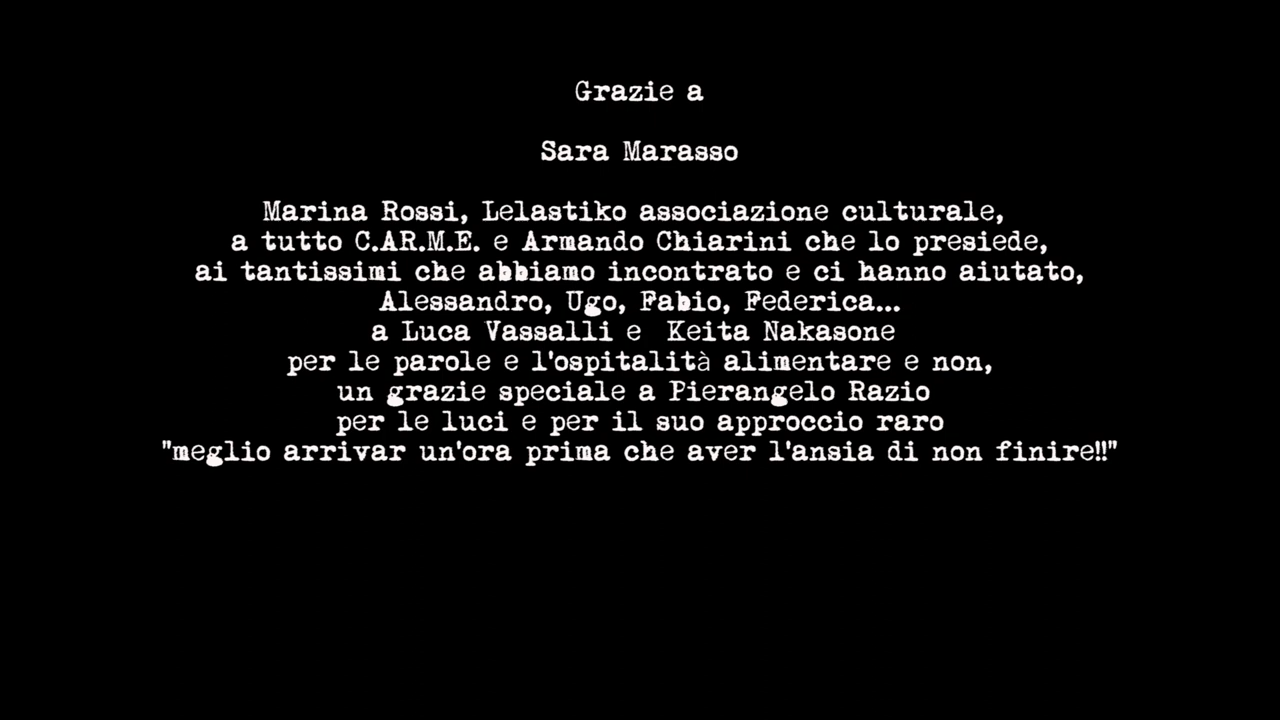 Grazie a
Sara Marasso
Marina Rossi, Lelastiko associazione culturale,
a tutto C.AR.M.E. e Armando Chiarini che lo presiede,
ai tantissimi che abbiamo incontrato e ci hanno aiutato,
Alessandro, Ugo, Fabio, Federica...
a Luca Vassalli e  Keita Nakasone
per le parole e l'ospitalità alimentare e non,
un grazie speciale a Pierangelo Razio
per le luci e per il suo approccio raro
"meglio arrivar un'ora prima che aver l'ansia di non finire!!"